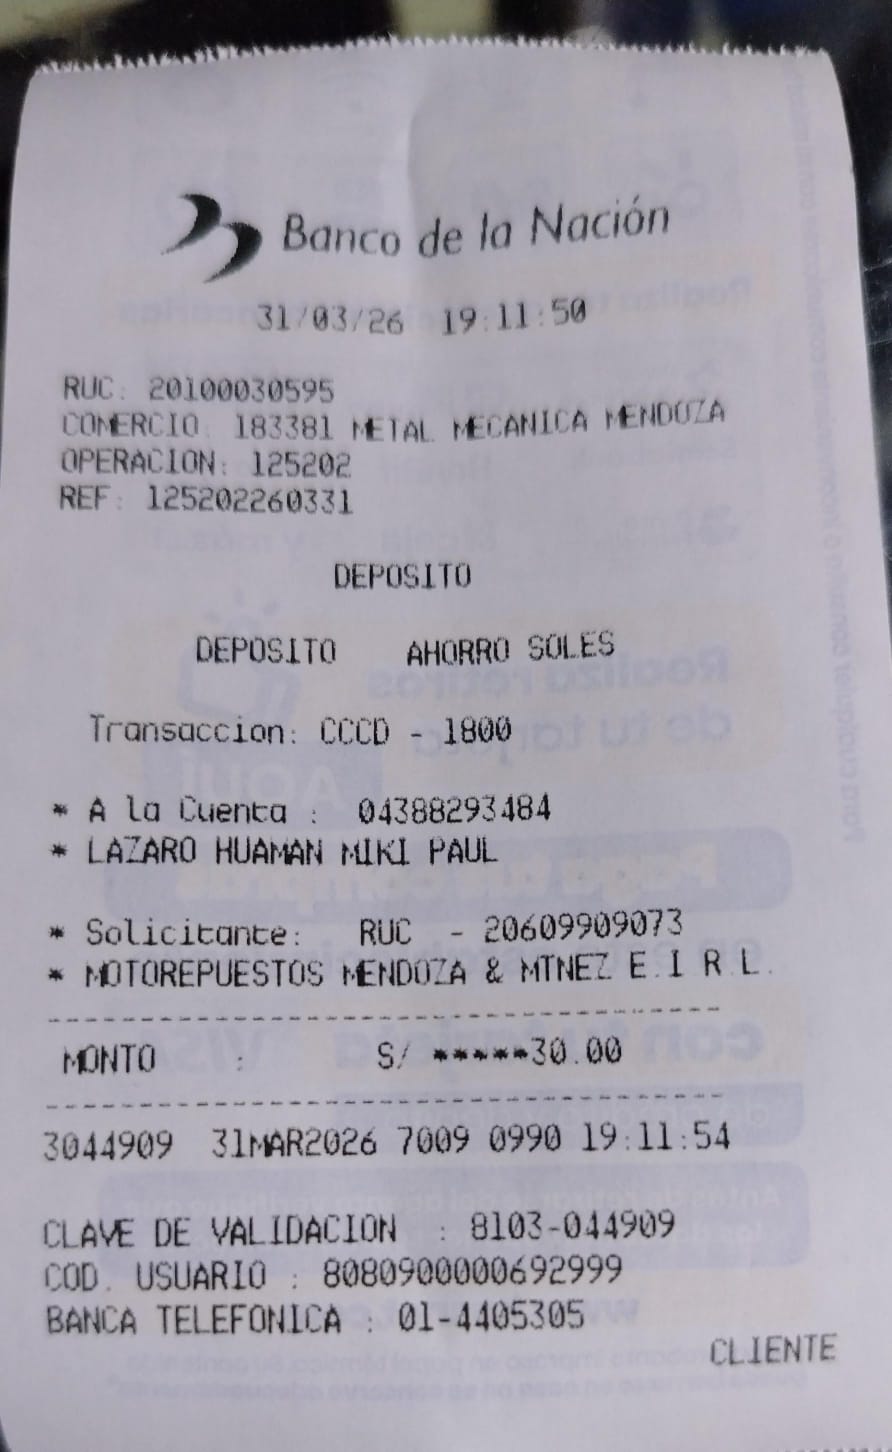 Banco de la Nación
31/03/26 19:11:50
RUC: 20100030595
COMERCIO: 183381 METAL MECANICA MENDOZA
OPERACION: 125202
REF: 125202260331
DEPOSITO
DEPOSITO AHORRO SOLES
Transaccion: CCCD - 1800
* A la Cuenta : 04388293484
* LAZARO HUAMAN MIKI PAUL
* Solicitante: RUC - 20609909073
* MOTOREPUESTOS MENDOZA & MTNEZ E.I.R.L.
MONTO : S/ *****30.00
3044909 31MAR2026 7009 0990 19:11:54
CLAVE DE VALIDACION : 8103-044909
COD. USUARIO : 8080900000692999
BANCA TELEFONICA : 01-4405305
CLIENTE